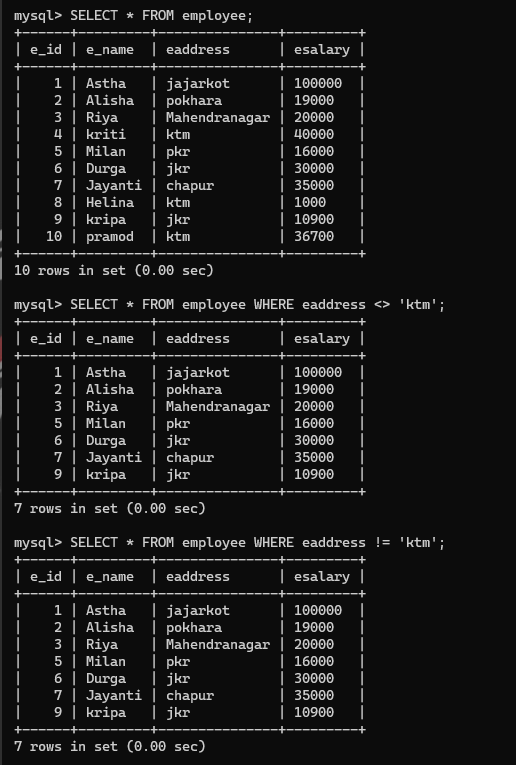 mysql> SELECT * FROM employee;
+------+---------+---------------+---------+
| e_id | e_name  | eaddress      | esalary |
+------+---------+---------------+---------+
|    1 | Astha   | jajarkot      | 100000  |
|    2 | Alisha  | pokhara       | 19000   |
|    3 | Riya    | Mahendranagar | 20000   |
|    4 | kriti   | ktm           | 40000   |
|    5 | Milan   | pkr           | 16000   |
|    6 | Durga   | jkr           | 30000   |
|    7 | Jayanti | chapur        | 35000   |
|    8 | Helina  | ktm           | 1000    |
|    9 | kripa   | jkr           | 10900   |
|   10 | pramod  | ktm           | 36700   |
+------+---------+---------------+---------+
10 rows in set (0.00 sec)
mysql> SELECT * FROM employee WHERE eaddress <> 'ktm';
+------+---------+---------------+---------+
| e_id | e_name  | eaddress      | esalary |
+------+---------+---------------+---------+
|    1 | Astha   | jajarkot      | 100000  |
|    2 | Alisha  | pokhara       | 19000   |
|    3 | Riya    | Mahendranagar | 20000   |
|    5 | Milan   | pkr           | 16000   |
|    6 | Durga   | jkr           | 30000   |
|    7 | Jayanti | chapur        | 35000   |
|    9 | kripa   | jkr           | 10900   |
+------+---------+---------------+---------+
7 rows in set (0.00 sec)
mysql> SELECT * FROM employee WHERE eaddress != 'ktm';
+------+---------+---------------+---------+
| e_id | e_name  | eaddress      | esalary |
+------+---------+---------------+---------+
|    1 | Astha   | jajarkot      | 100000  |
|    2 | Alisha  | pokhara       | 19000   |
|    3 | Riya    | Mahendranagar | 20000   |
|    5 | Milan   | pkr           | 16000   |
|    6 | Durga   | jkr           | 30000   |
|    7 | Jayanti | chapur        | 35000   |
|    9 | kripa   | jkr           | 10900   |
+------+---------+---------------+---------+
7 rows in set (0.00 sec)